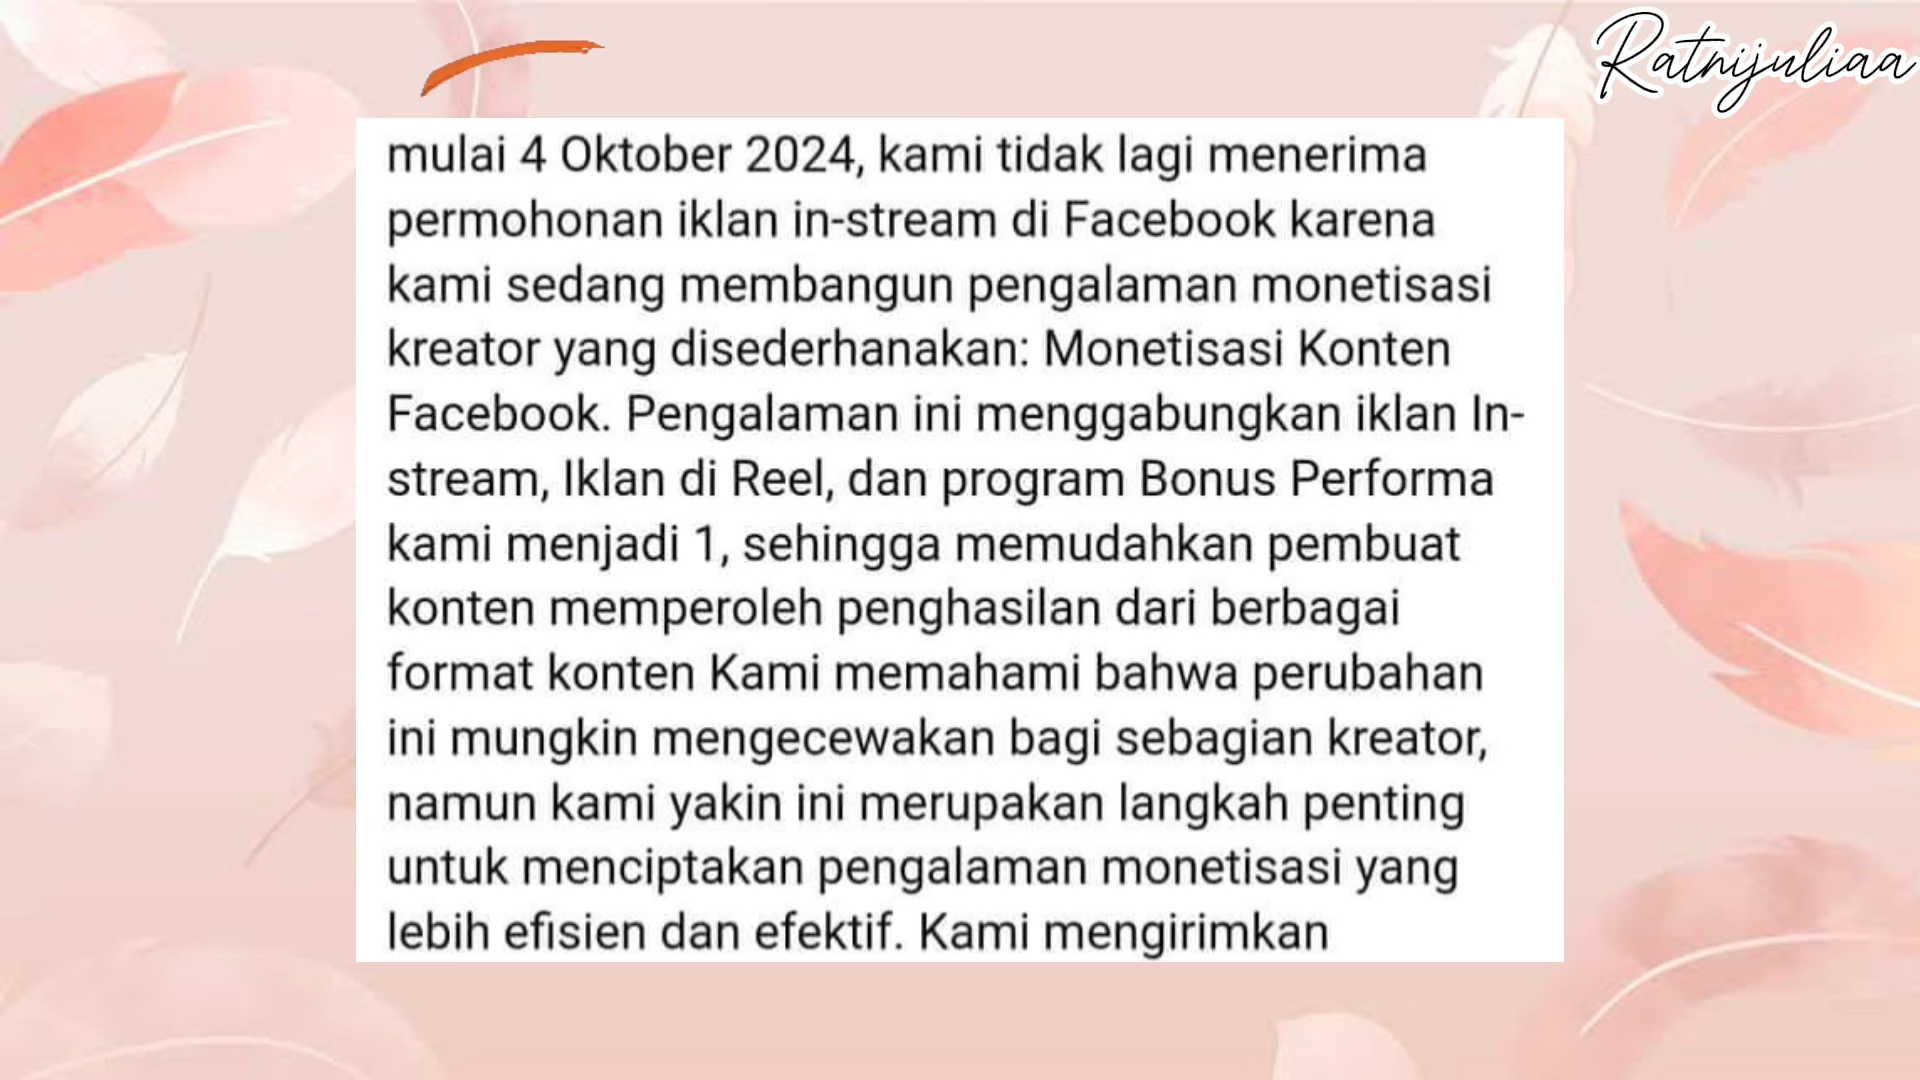 Ratnijuliaa
mulai 4 Oktober 2024, kami tidak lagi menerima
permohonan iklan in-stream di Facebook karena
kami sedang membangun pengalaman monetisasi
kreator yang disederhanakan: Monetisasi Konten
Facebook. Pengalaman ini menggabungkan iklan In-
stream, Iklan di Reel, dan program Bonus Performa
kami menjadi 1, sehingga memudahkan pembuat
konten memperoleh penghasilan dari berbagai
format konten Kami memahami bahwa perubahan
ini mungkin mengecewakan bagi sebagian kreator,
namun kami yakin ini merupakan langkah penting
untuk menciptakan pengalaman monetisasi yang
lebih efisien dan efektif. Kami mengirimkan